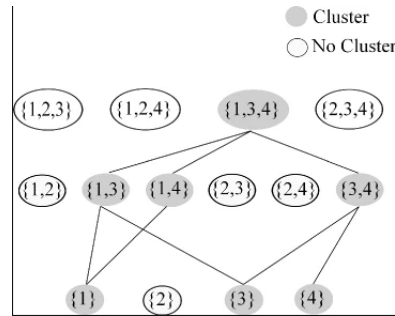 Cluster
No Cluster
{1,2,3} {1,2,4} {1,3,4} {2,3,4}
{1,2} {1,3} {1,4} {2,3} {2,4} {3,4}
{1} {2} {3} {4}